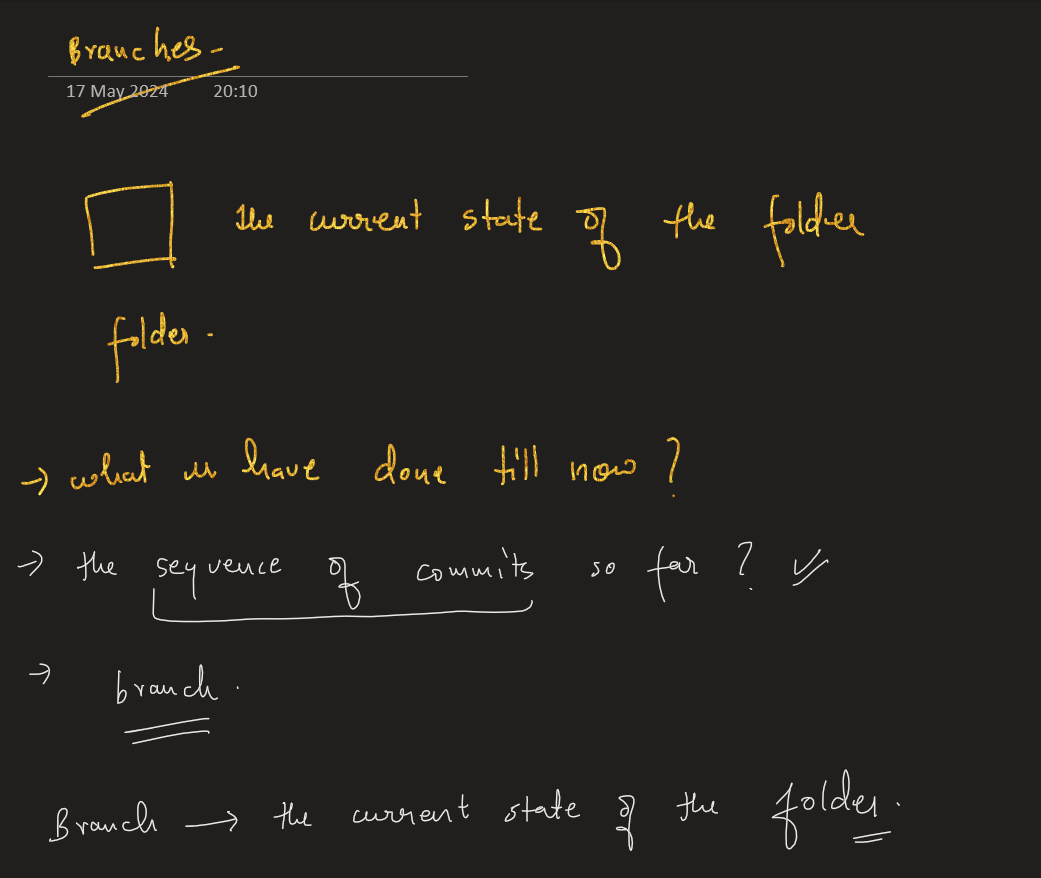 Branches -
17 May 2024 20:10
the current state of the folder
folder.
→ what we have done till now?
→ the sequence of commits so far?
→ branch.
Branch → the current state of the folder.